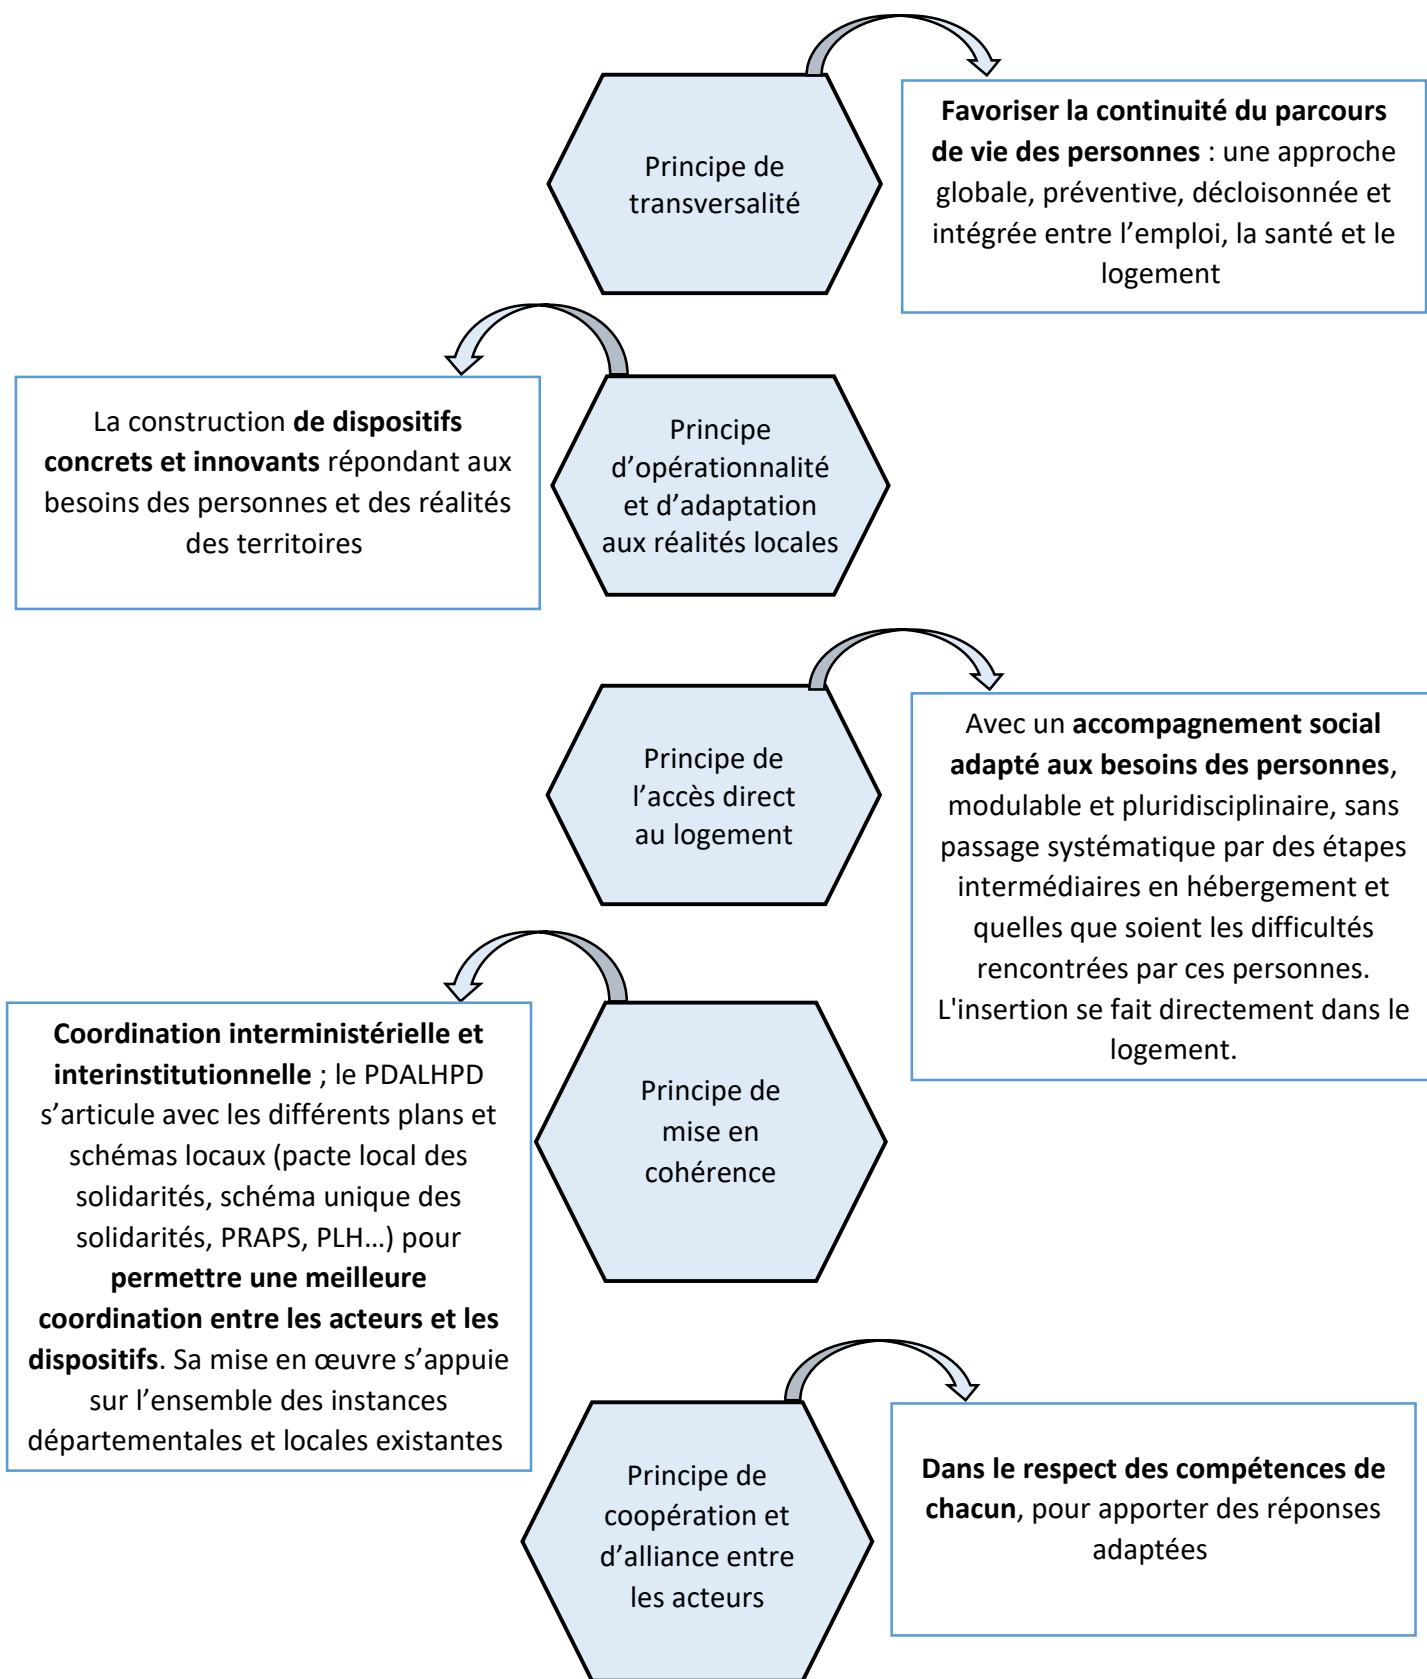 Principe de
transversalité
Favoriser la continuité du parcours
de vie des personnes : une approche
globale, préventive, décloisonnée et
intégrée entre l’emploi, la santé et le
logement
Principe
d’opérationnalité
et d’adaptation
aux réalités locales
La construction de dispositifs
concrets et innovants répondant aux
besoins des personnes et des réalités
des territoires
Principe de
l’accès direct
au logement
Avec un accompagnement social
adapté aux besoins des personnes,
modulable et pluridisciplinaire, sans
passage systématique par des étapes
intermédiaires en hébergement et
quelles que soient les difficultés
rencontrées par ces personnes.
L'insertion se fait directement dans le
logement.
Principe de
mise en
cohérence
Coordination interministérielle et
interinstitutionnelle ; le PDALHPD
s’articule avec les différents plans et
schémas locaux (pacte local des
solidarités, schéma unique des
solidarités, PRAPS, PLH…) pour
permettre une meilleure
coordination entre les acteurs et les
dispositifs. Sa mise en œuvre s’appuie
sur l’ensemble des instances
départementales et locales existantes
Principe de
coopération et
d’alliance entre
les acteurs
Dans le respect des compétences de
chacun, pour apporter des réponses
adaptées